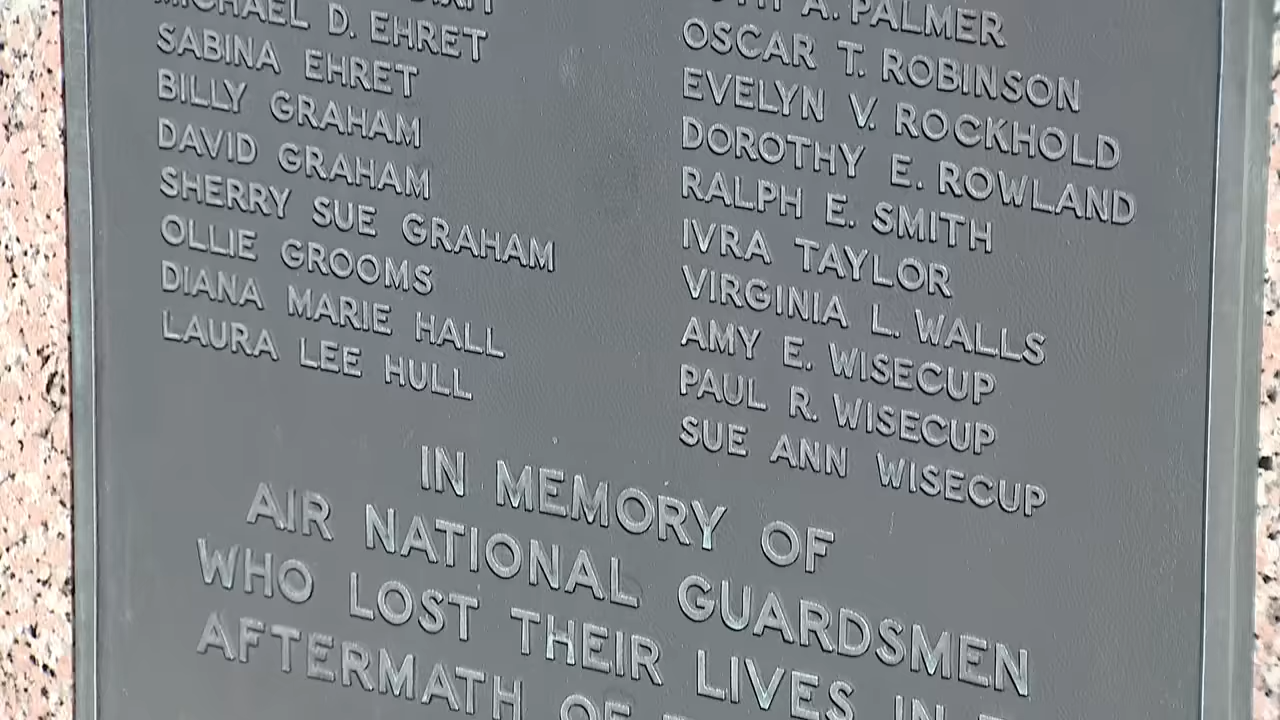 MICHAEL D. EHRET
SABINA EHRET
BILLY GRAHAM
DAVID GRAHAM
SHERRY SUE GRAHAM
OLLIE GROOMS
DIANA MARIE HALL
LAURA LEE HULL
A. PALMER
OSCAR T. ROBINSON
EVELYN V. ROCKHOLD
DOROTHY E. ROWLAND
RALPH E. SMITH
IVRA TAYLOR
VIRGINIA L. WALLS
AMY E. WISECUP
PAUL R. WISECUP
SUE ANN WISECUP
IN MEMORY OF
AIR NATIONAL GUARDSMEN
WHO LOST THEIR LIVES IN
AFTERMATH OF